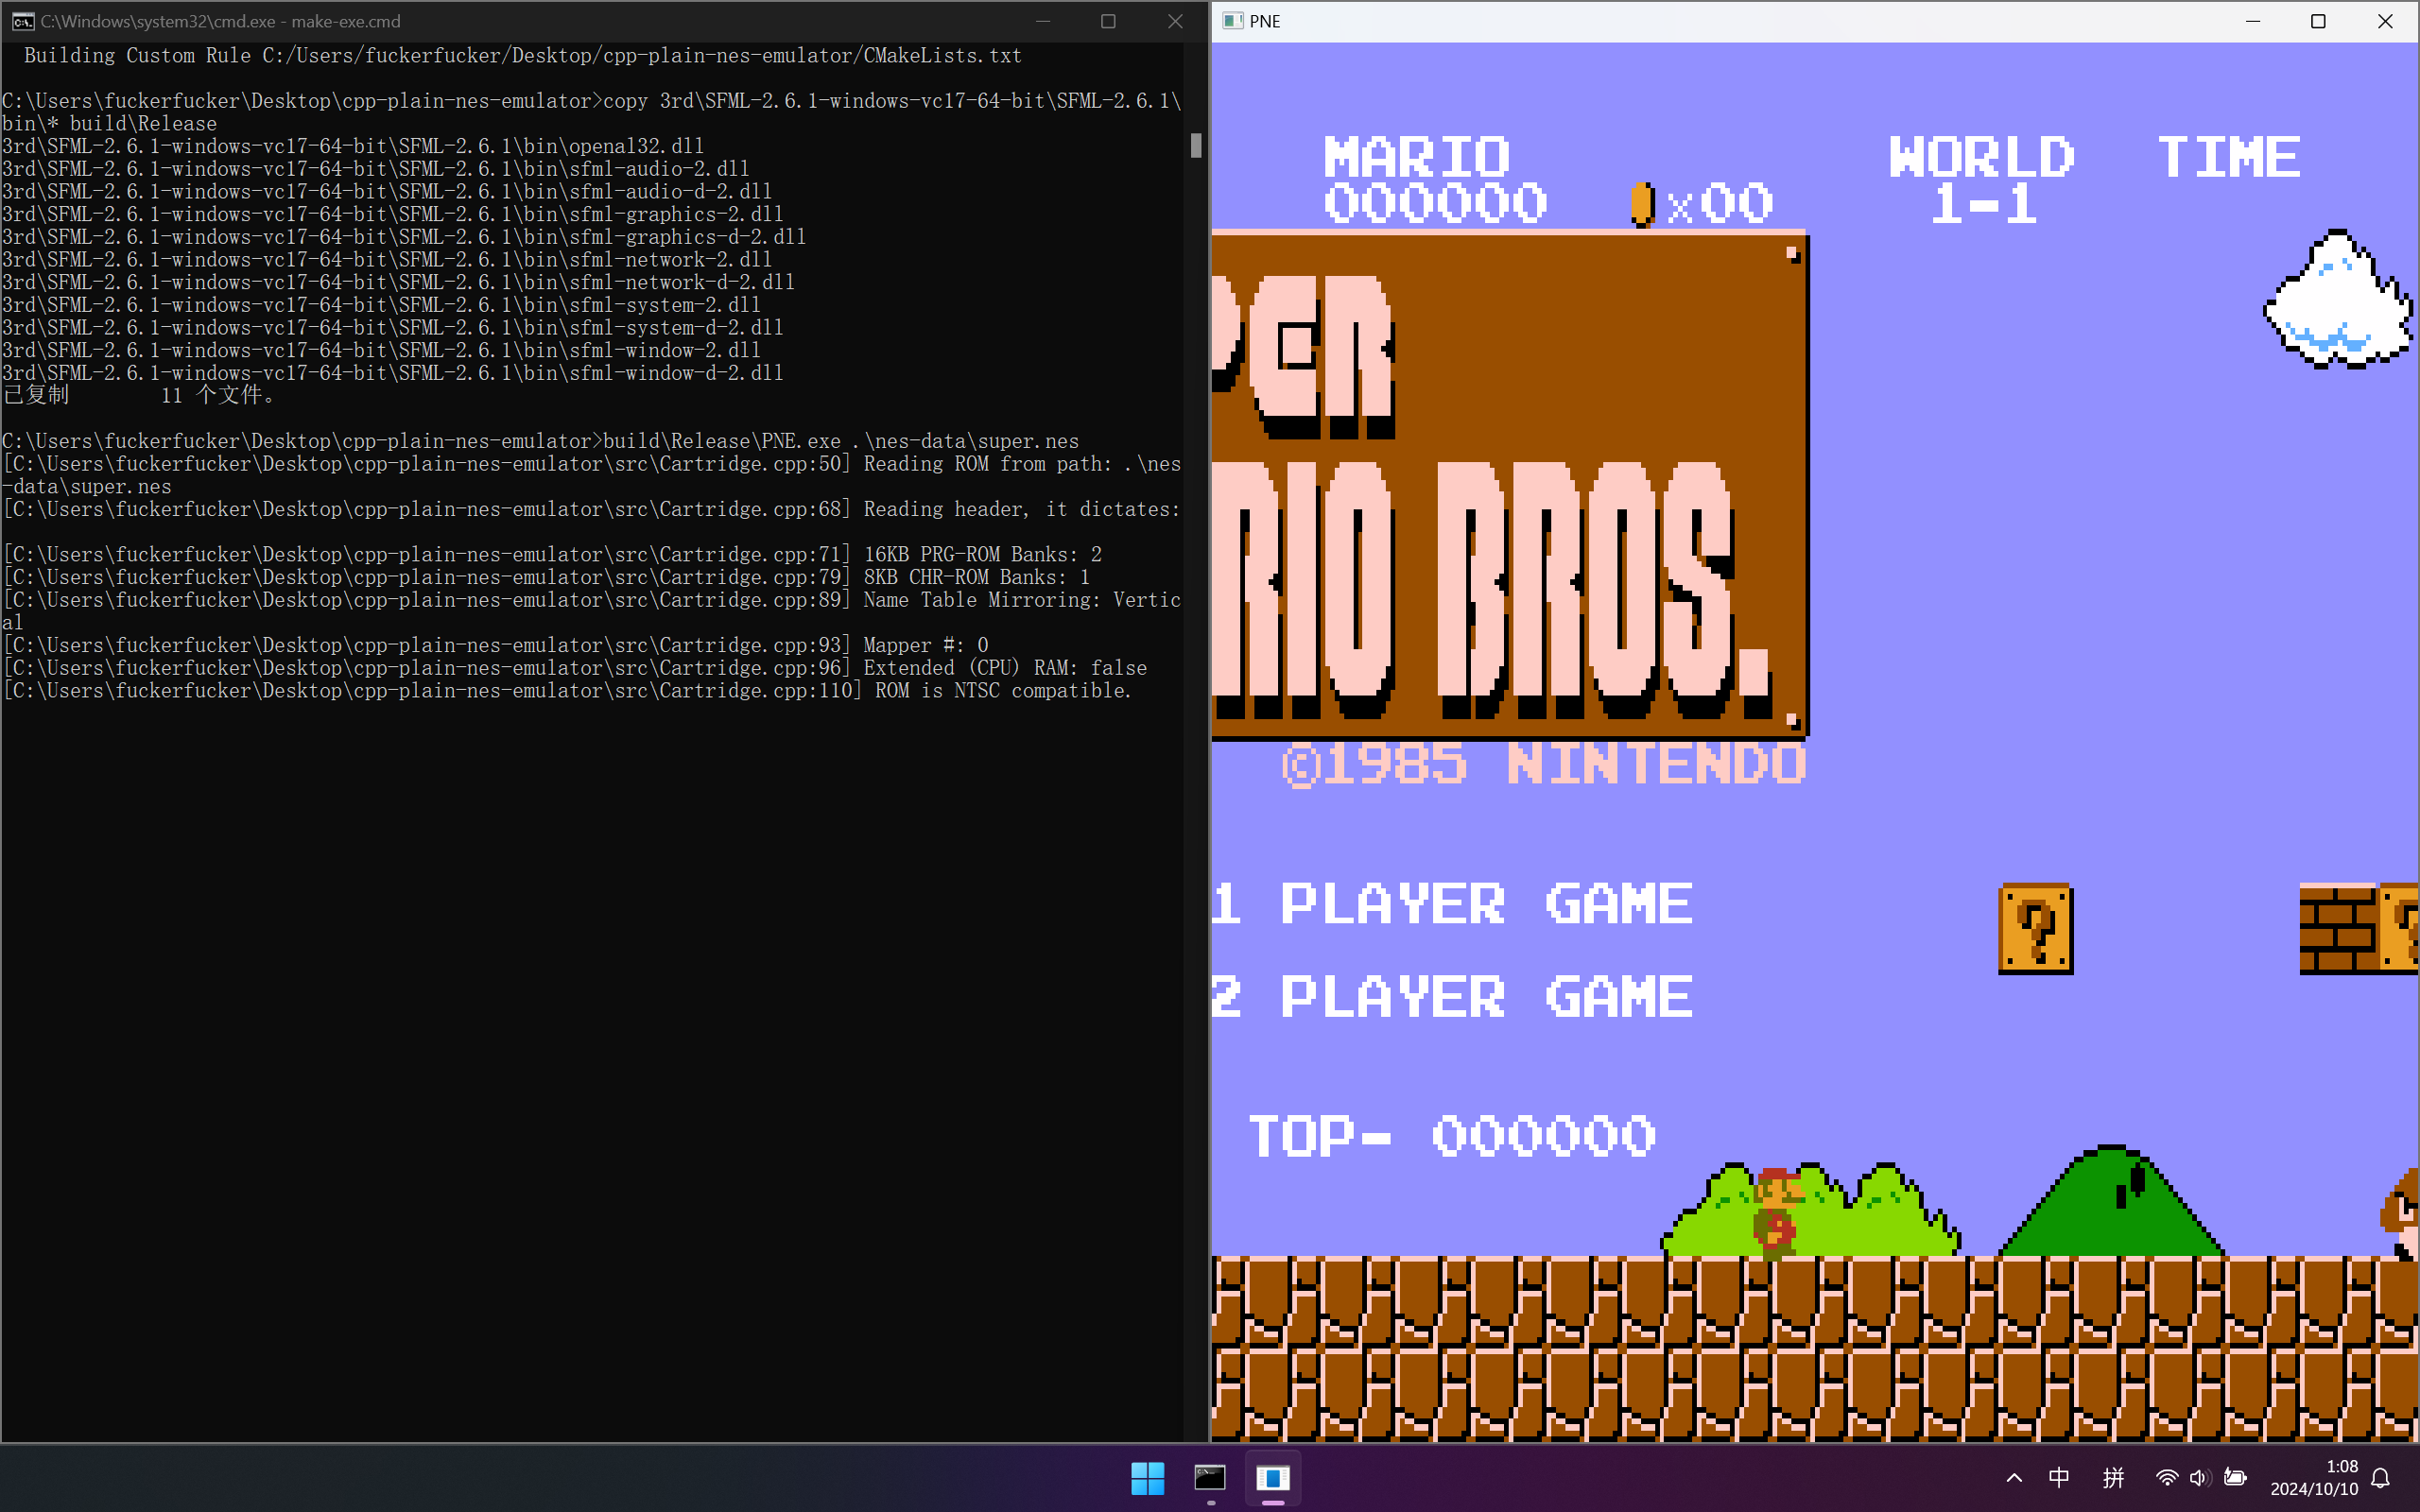 C:\Windows\system32\cmd.exe - make-exe.cmd
Building Custom Rule C:/Users/fuckerfucker/Desktop/cpp-plain-nes-emulator/CMakeLists.txt
C:\Users\fuckerfucker\Desktop\cpp-plain-nes-emulator>copy 3rd\SFML-2.6.1-windows-vc17-64-bit\SFML-2.6.1\
bin\* build\Release
3rd\SFML-2.6.1-windows-vc17-64-bit\SFML-2.6.1\bin\openal32.dll
3rd\SFML-2.6.1-windows-vc17-64-bit\SFML-2.6.1\bin\sfml-audio-2.dll
3rd\SFML-2.6.1-windows-vc17-64-bit\SFML-2.6.1\bin\sfml-audio-d-2.dll
3rd\SFML-2.6.1-windows-vc17-64-bit\SFML-2.6.1\bin\sfml-graphics-2.dll
3rd\SFML-2.6.1-windows-vc17-64-bit\SFML-2.6.1\bin\sfml-graphics-d-2.dll
3rd\SFML-2.6.1-windows-vc17-64-bit\SFML-2.6.1\bin\sfml-network-2.dll
3rd\SFML-2.6.1-windows-vc17-64-bit\SFML-2.6.1\bin\sfml-network-d-2.dll
3rd\SFML-2.6.1-windows-vc17-64-bit\SFML-2.6.1\bin\sfml-system-2.dll
3rd\SFML-2.6.1-windows-vc17-64-bit\SFML-2.6.1\bin\sfml-system-d-2.dll
3rd\SFML-2.6.1-windows-vc17-64-bit\SFML-2.6.1\bin\sfml-window-2.dll
3rd\SFML-2.6.1-windows-vc17-64-bit\SFML-2.6.1\bin\sfml-window-d-2.dll
已复制 11 个文件。
C:\Users\fuckerfucker\Desktop\cpp-plain-nes-emulator>build\Release\PNE.exe .\nes-data\super.nes
[C:\Users\fuckerfucker\Desktop\cpp-plain-nes-emulator\src\Cartridge.cpp:50] Reading ROM from path: .\nes
-data\super.nes
[C:\Users\fuckerfucker\Desktop\cpp-plain-nes-emulator\src\Cartridge.cpp:68] Reading header, it dictates:
[C:\Users\fuckerfucker\Desktop\cpp-plain-nes-emulator\src\Cartridge.cpp:71] 16KB PRG-ROM Banks: 2
[C:\Users\fuckerfucker\Desktop\cpp-plain-nes-emulator\src\Cartridge.cpp:79] 8KB CHR-ROM Banks: 1
[C:\Users\fuckerfucker\Desktop\cpp-plain-nes-emulator\src\Cartridge.cpp:89] Name Table Mirroring: Vertic
al
[C:\Users\fuckerfucker\Desktop\cpp-plain-nes-emulator\src\Cartridge.cpp:93] Mapper #: 0
[C:\Users\fuckerfucker\Desktop\cpp-plain-nes-emulator\src\Cartridge.cpp:96] Extended (CPU) RAM: false
[C:\Users\fuckerfucker\Desktop\cpp-plain-nes-emulator\src\Cartridge.cpp:110] ROM is NTSC compatible.
PNE
MARIO WORLD TIME
000000 x00 1-1
PER
RIO BROS.
©1985 NINTENDO
1 PLAYER GAME
2 PLAYER GAME
TOP- 000000
中 拼 1:08
2024/10/10